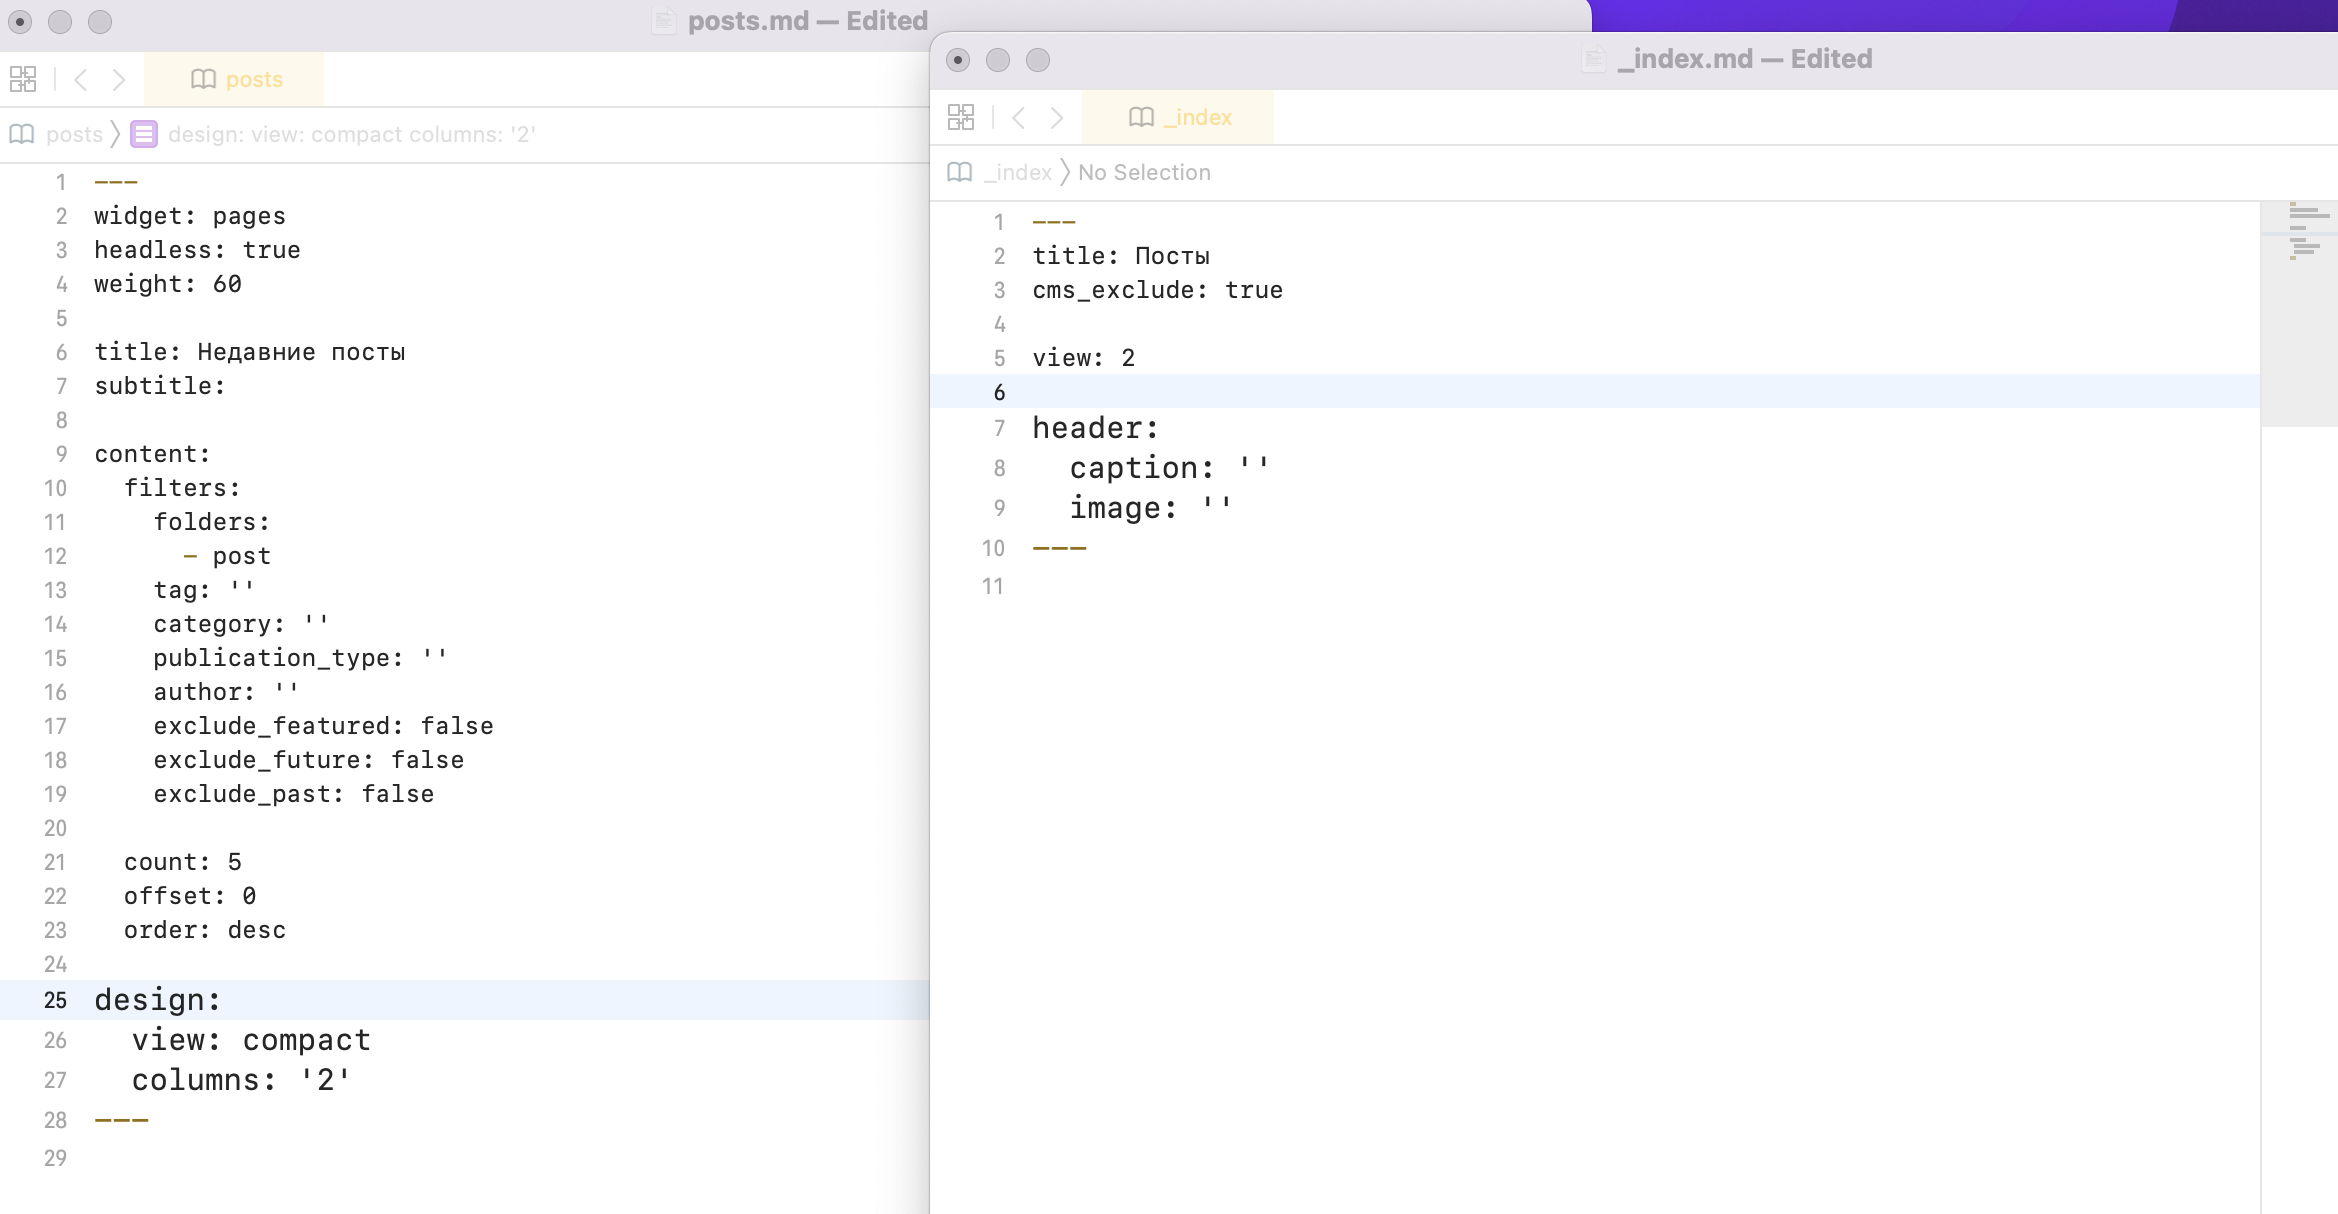 posts.md — Edited
posts
posts
design: view: compact columns: '2'
1 ---
2 widget: pages
3 headless: true
4 weight: 60
5
6 title: Недавние посты
7 subtitle:
8
9 content:
10 filters:
11 folders:
12 - post
13 tag: ''
14 category: ''
15 publication_type: ''
16 author: ''
17 exclude_featured: false
18 exclude_future: false
19 exclude_past: false
20
21 count: 5
22 offset: 0
23 order: desc
24
25 design:
26 view: compact
27 columns: '2'
28 ---
29
_index.md — Edited
_index
_index
No Selection
1 ---
2 title: Посты
3 cms_exclude: true
4
5 view: 2
6
7 header:
8 caption: ''
9 image: ''
10 ---
11